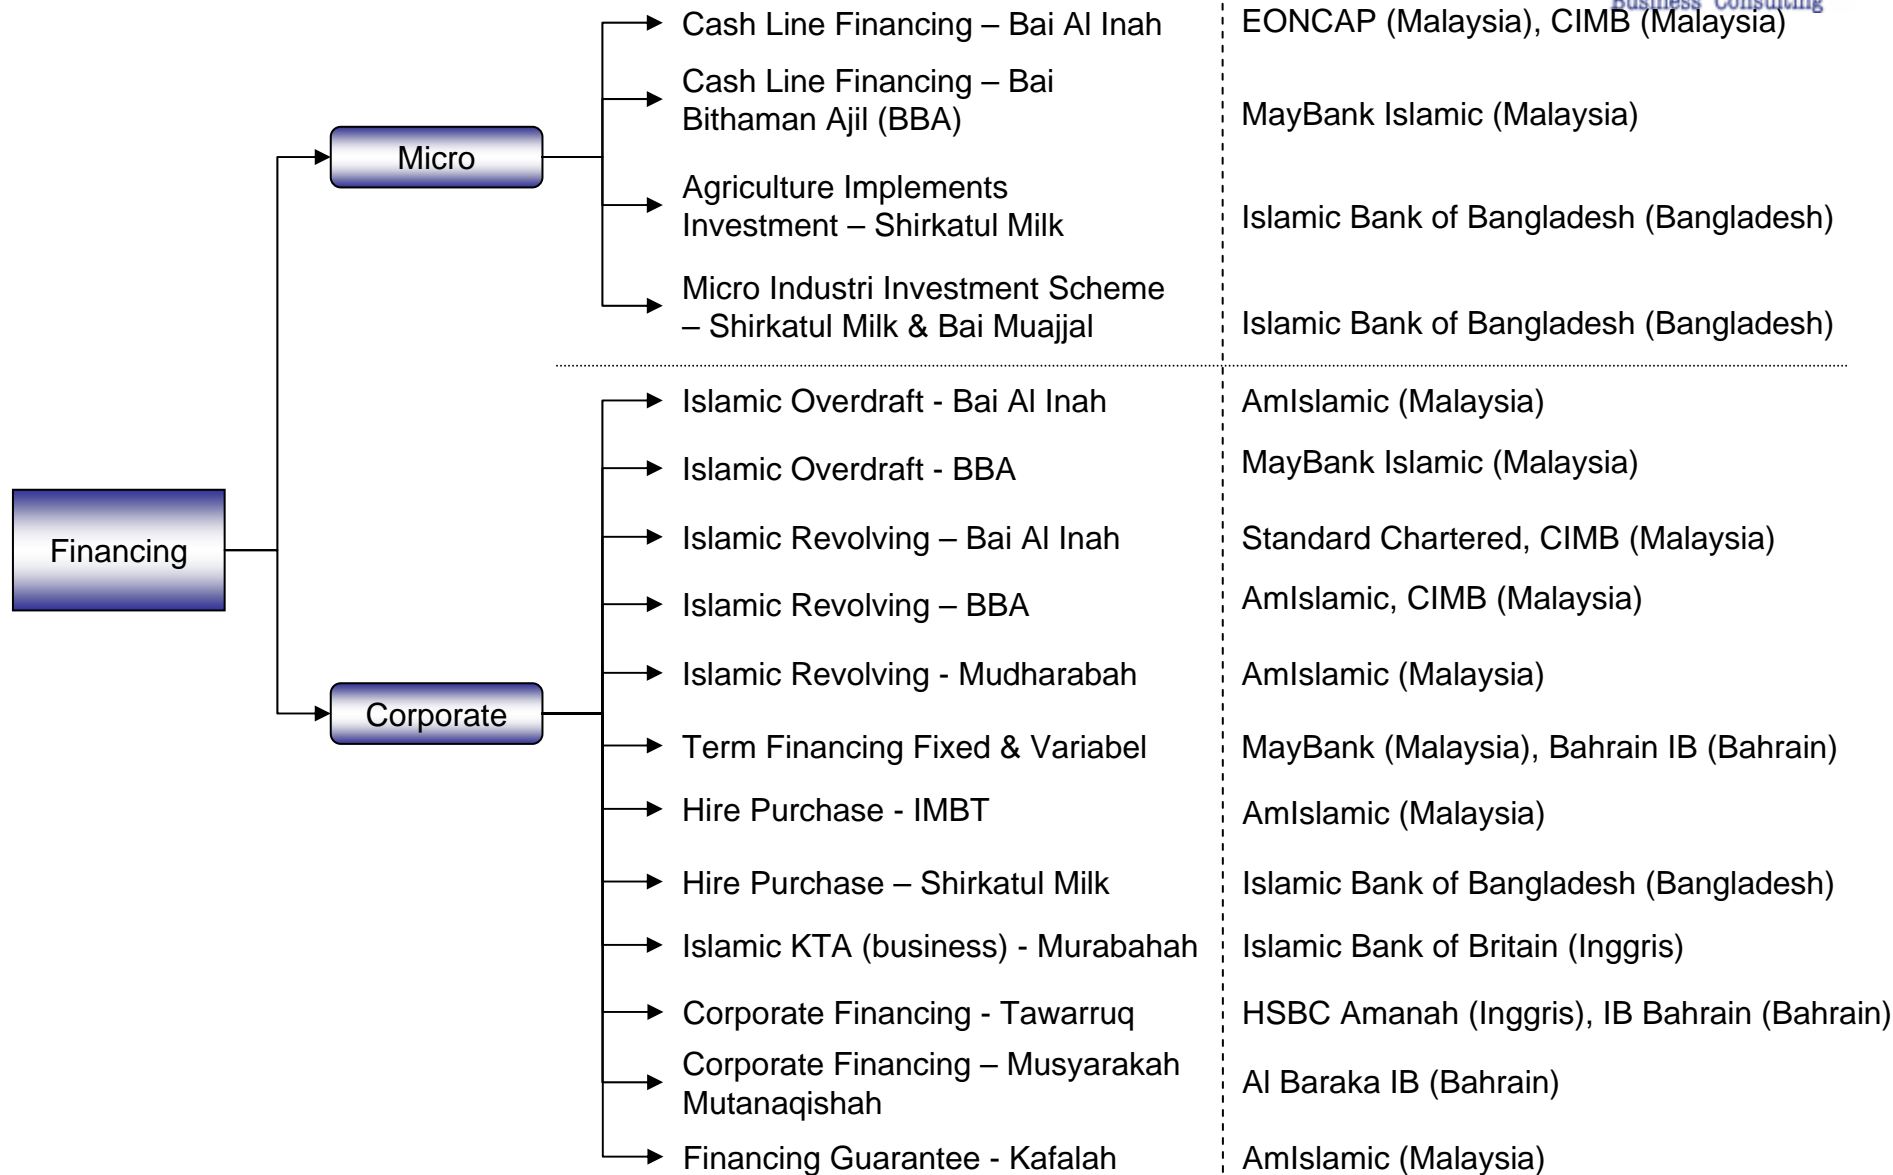 Business Consulting
Cash Line Financing – Bai Al Inah
EONCAP (Malaysia), CIMB (Malaysia)
Cash Line Financing – Bai
Bithaman Ajil (BBA)
MayBank Islamic (Malaysia)
Micro
Agriculture Implements
Investment – Shirkatul Milk
Islamic Bank of Bangladesh (Bangladesh)
Micro Industri Investment Scheme
– Shirkatul Milk & Bai Muajjal
Islamic Bank of Bangladesh (Bangladesh)
Financing
Corporate
Islamic Overdraft - Bai Al Inah
AmIslamic (Malaysia)
Islamic Overdraft - BBA
MayBank Islamic (Malaysia)
Islamic Revolving – Bai Al Inah
Standard Chartered, CIMB (Malaysia)
Islamic Revolving – BBA
AmIslamic, CIMB (Malaysia)
Islamic Revolving - Mudharabah
AmIslamic (Malaysia)
Term Financing Fixed & Variabel
MayBank (Malaysia), Bahrain IB (Bahrain)
Hire Purchase - IMBT
AmIslamic (Malaysia)
Hire Purchase – Shirkatul Milk
Islamic Bank of Bangladesh (Bangladesh)
Islamic KTA (business) - Murabahah
Islamic Bank of Britain (Inggris)
Corporate Financing - Tawarruq
HSBC Amanah (Inggris), IB Bahrain (Bahrain)
Corporate Financing – Musyarakah
Mutanaqishah
Al Baraka IB (Bahrain)
Financing Guarantee - Kafalah
AmIslamic (Malaysia)